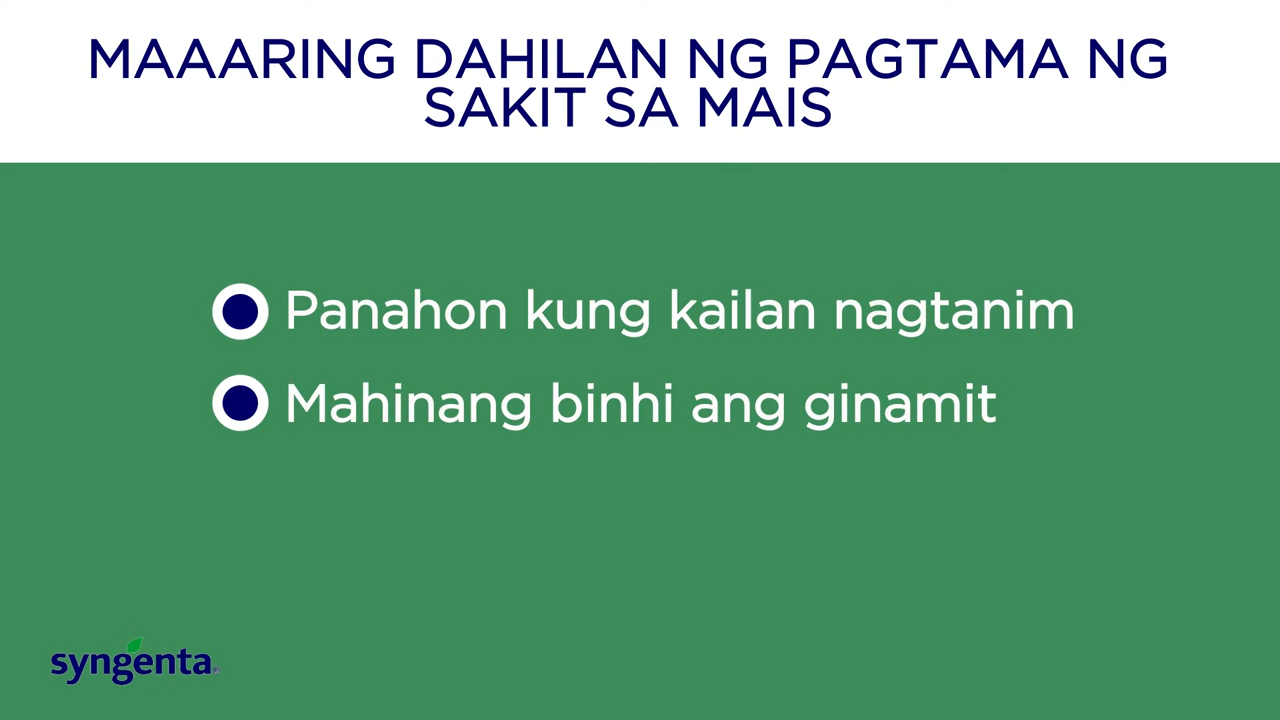 MAAARING DAHILAN NG PAGTAMA NG
SAKIT SA MAIS
Panahon kung kailan nagtanim
Mahinang binhi ang ginamit
syngenta®